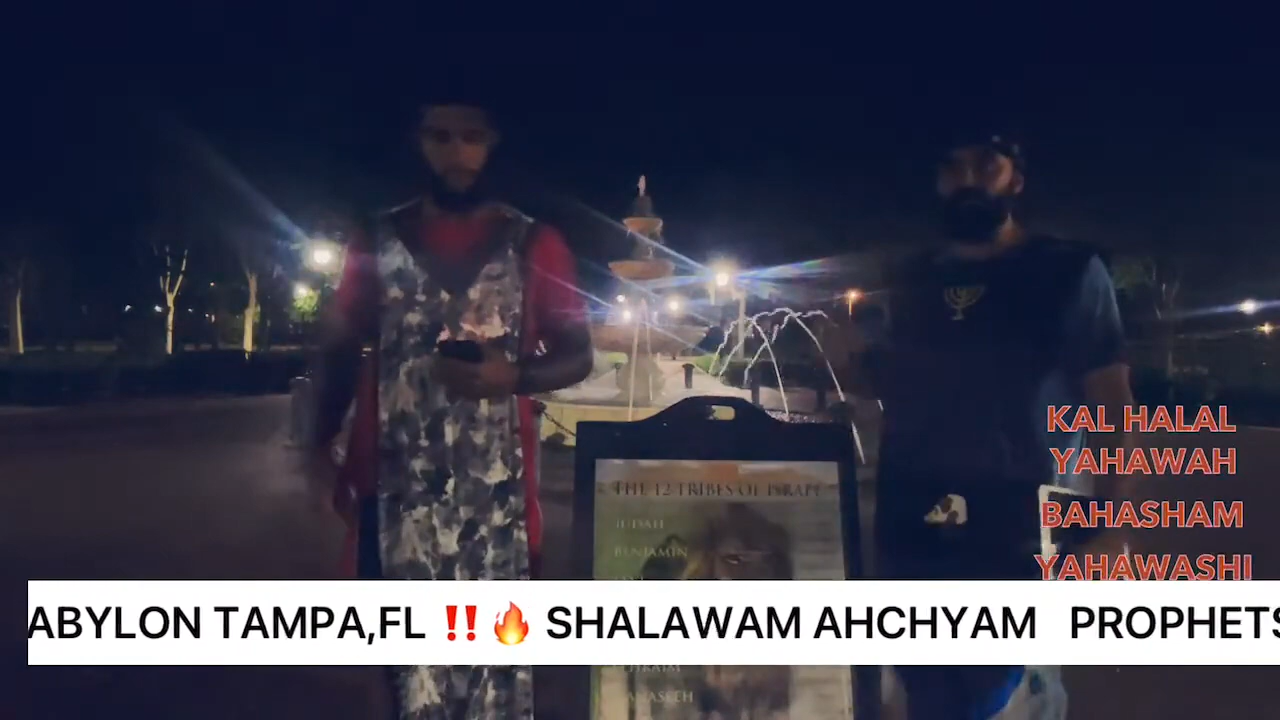 THE 12 TRIBES OF ISRAEL
JUDAH
BENJAMIN
KAL HALAL
YAHAWAH
BAHASHAM
YAHAWASHI
ABYLON TAMPA,FL ‼️🔥 SHALAWAM AHCHYAM PROPHETS